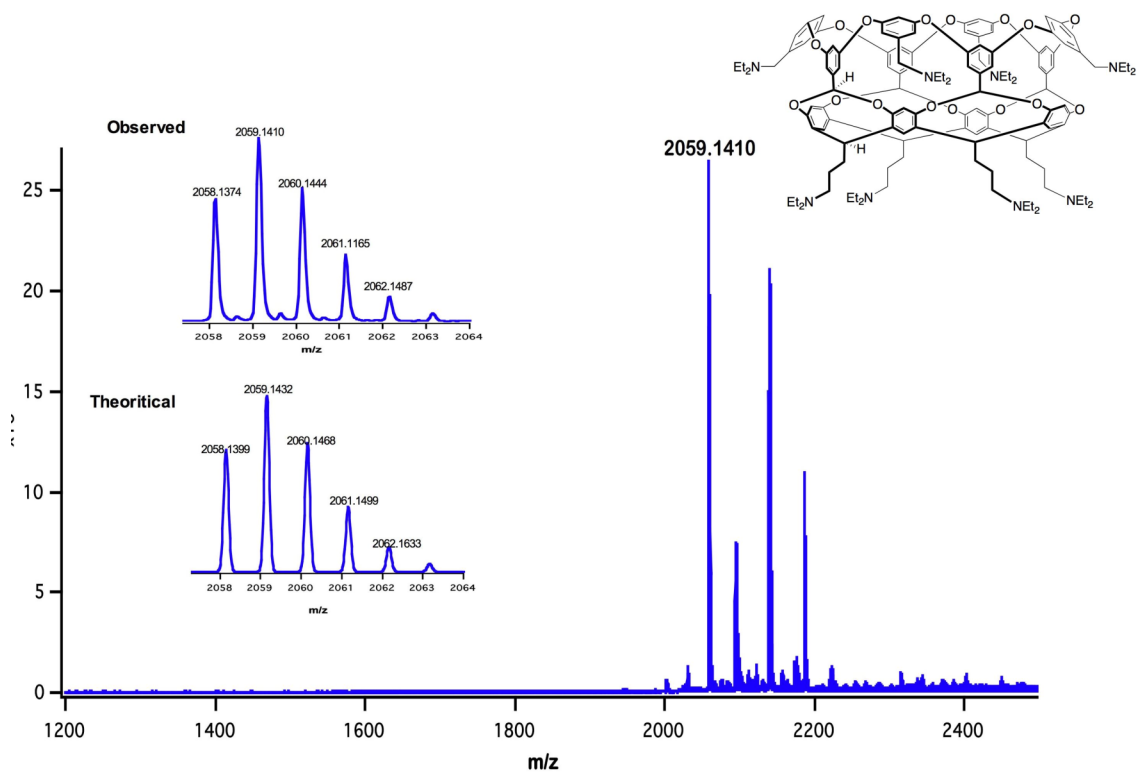 O O O O O
O O O
Et₂N NEt₂ NEt₂ NEt₂
H
O O O O O O O O
H
Et₂N Et₂N NEt₂ NEt₂
Observed
2059.1410
2058.1374
2060.1444
2061.1165
2062.1487
2058 2059 2060 2061 2062 2063 2064
m/z
Theoritical
2059.1432
2058.1399
2060.1468
2061.1499
2062.1633
2058 2059 2060 2061 2062 2063 2064
m/z
2059.1410
25
20
15
10
5
0
1200 1400 1600 1800 2000 2200 2400
m/z